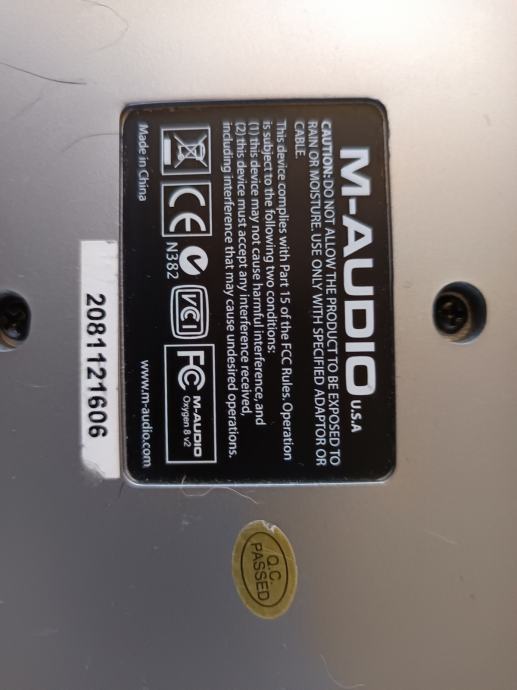 M-AUDIO U.S.A
CAUTION: DO NOT ALLOW THE PRODUCT TO BE EXPOSED TO
RAIN OR MOISTURE. USE ONLY WITH SPECIFIED ADAPTOR OR
CABLE.
This device complies with Part 15 of the FCC Rules. Operation
is subject to the following two conditions:
(1) this device may not cause harmful interference, and
(2) this device must accept any interference received,
including interference that may cause undesired operations.
CE
N382
VCI
FC
M-AUDIO
Oxygen 8 v2
Made in China
www.m-audio.com
2081121606
Q.C.
PASSED